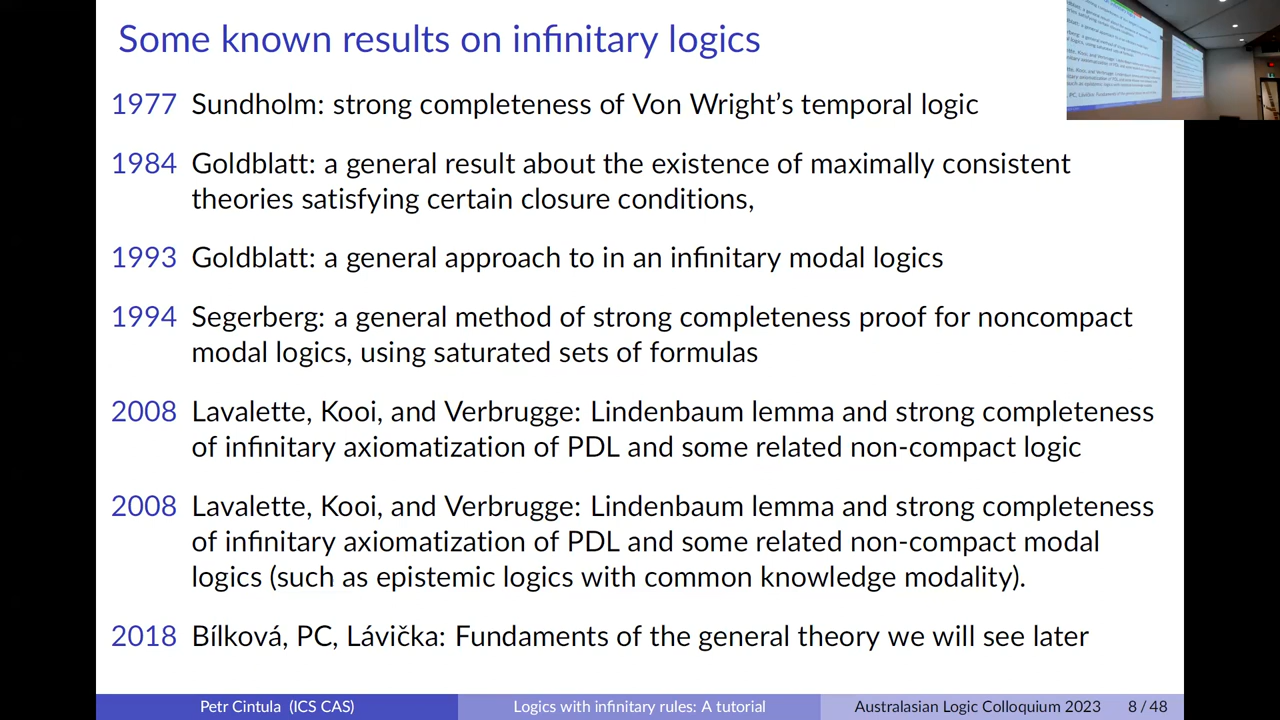 Some known results on infinitary logics
1977 Sundholm: strong completeness of Von Wright's temporal logic
1984 Goldblatt: a general result about the existence of maximally consistent
theories satisfying certain closure conditions,
1993 Goldblatt: a general approach to in an infinitary modal logics
1994 Segerberg: a general method of strong completeness proof for noncompact
modal logics, using saturated sets of formulas
2008 Lavalette, Kooi, and Verbrugge: Lindenbaum lemma and strong completeness
of infinitary axiomatization of PDL and some related non-compact logic
2008 Lavalette, Kooi, and Verbrugge: Lindenbaum lemma and strong completeness
of infinitary axiomatization of PDL and some related non-compact modal
logics (such as epistemic logics with common knowledge modality).
2018 Bílková, PC, Lávička: Fundaments of the general theory we will see later
Petr Cintula (ICS CAS) Logics with infinitary rules: A tutorial Australasian Logic Colloquium 2023 8 / 48